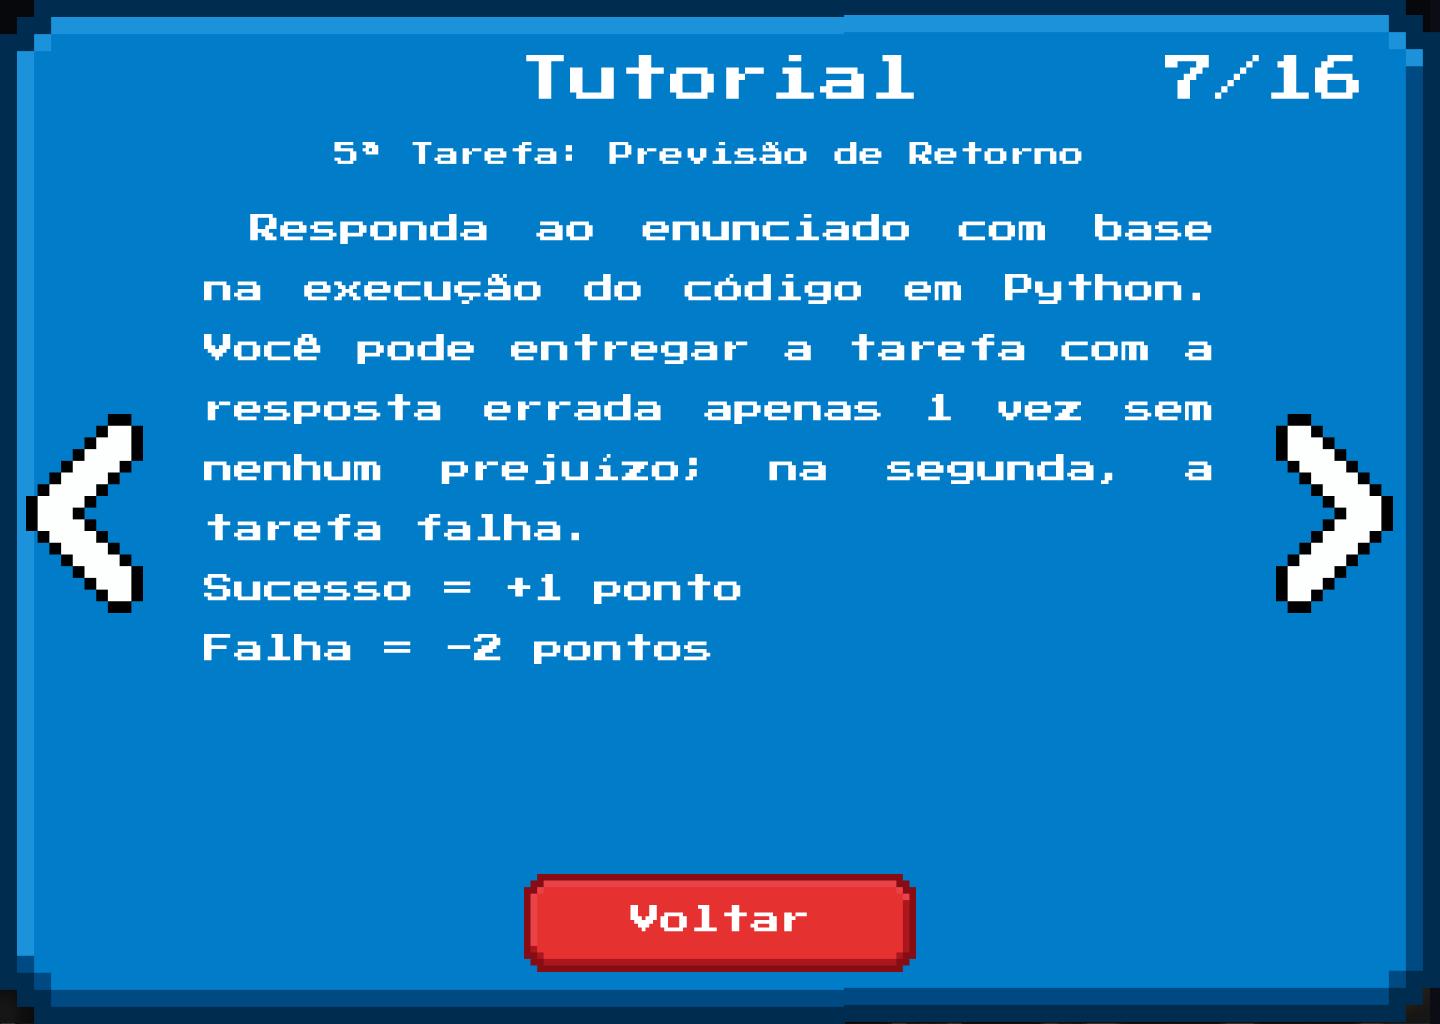 Tutorial 7/16
5ª Tarefa: Previsão de Retorno
Responda ao enunciado com base
na execução do código em Python.
Você pode entregar a tarefa com a
resposta errada apenas 1 vez sem
nenhum prejuízo; na segunda, a
tarefa falha.
Sucesso = +1 ponto
Falha = -2 pontos
Voltar